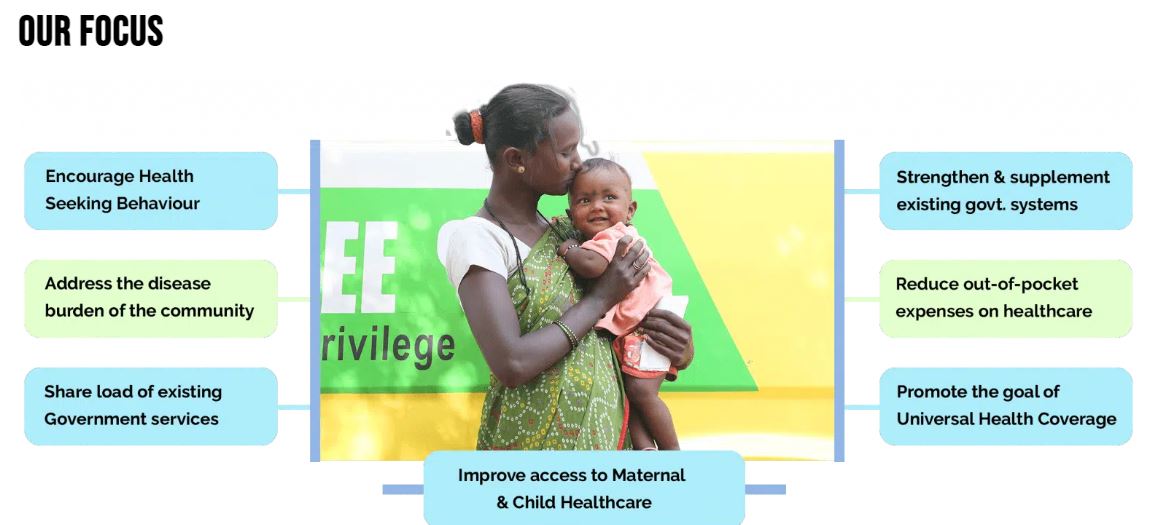 OUR FOCUS
Encourage Health
Seeking Behaviour
Address the disease
burden of the community
Share load of existing
Government services
EE
rivilege
Strengthen & supplement
existing govt. systems
Reduce out-of-pocket
expenses on healthcare
Promote the goal of
Universal Health Coverage
Improve access to Maternal
& Child Healthcare